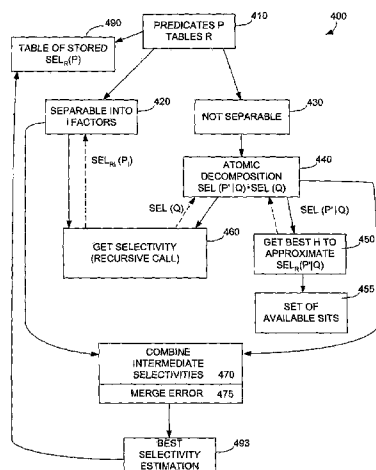 490
410
400
PREDICATES P
TABLES R
TABLE OF STORED
SEL_R(P)
420
430
SEPARABLE INTO
I FACTORS
NOT SEPARABLE
440
ATOMIC
DECOMPOSITION
SEL (P'|Q)*SEL (Q)
SEL_Ri (P_i)
SEL (Q)
SEL (P'|Q)
460
450
GET SELECTIVITY
(RECURSIVE CALL)
GET BEST H TO
APPROXIMATE
SEL_R(P'|Q)
455
SET OF
AVAILABLE SITS
COMBINE
INTERMEDIATE
SELECTIVITIES 470
MERGE ERROR 475
493
BEST
SELECTIVITY
ESTIMATION